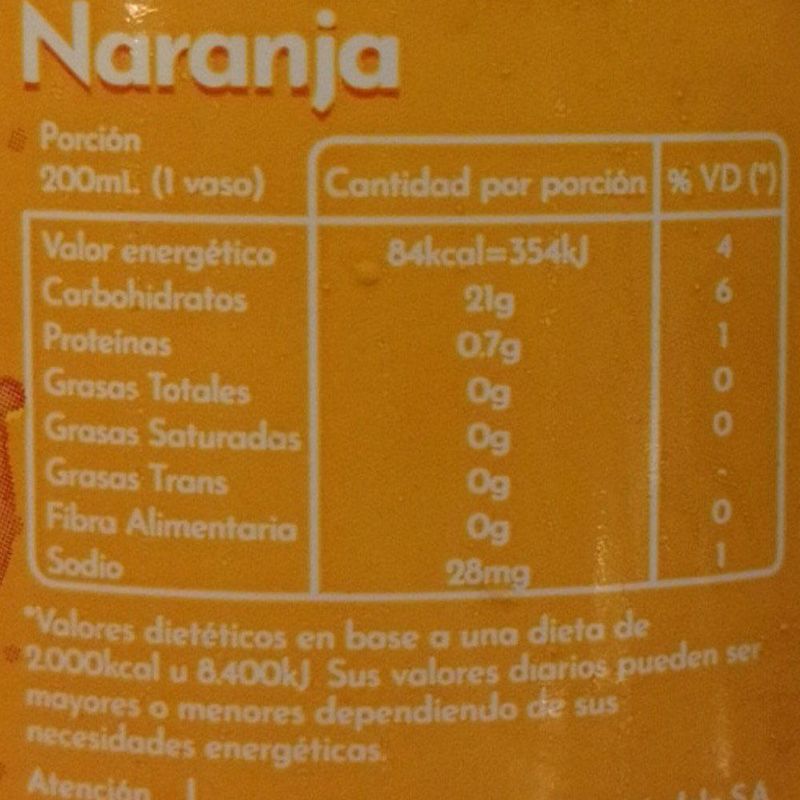 Naranja
Porción
200mL (1 vaso)
Cantidad por porción % VD (*)
Valor energético 84kcal=354kJ 4
Carbohidratos 21g 6
Proteínas 0.7g 1
Grasas Totales 0g 0
Grasas Saturadas 0g 0
Grasas Trans 0g -
Fibra Alimentaria 0g 0
Sodio 28mg 1
*Valores dietéticos en base a una dieta de
2.000kcal u 8.400kJ Sus valores diarios pueden ser
mayores o menores dependiendo de sus
necesidades energéticas.
Atención SA